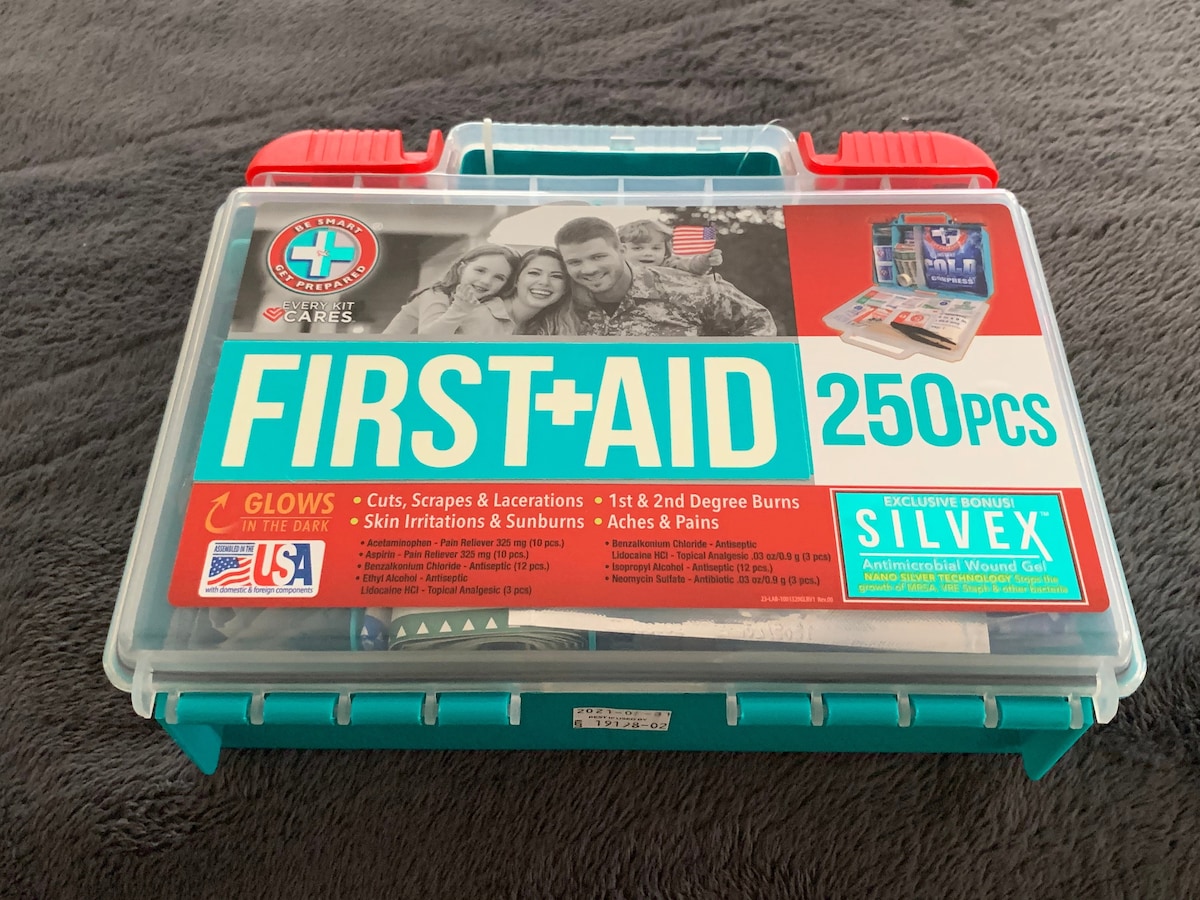 BE SMART
GET PREPARED
EVERY KIT
CARES
COLD
COMPRESS
FIRST+AID
250PCS
GLOWS
IN THE DARK
• Cuts, Scrapes & Lacerations
• Skin Irritations & Sunburns
• 1st & 2nd Degree Burns
• Aches & Pains
• Acetaminophen - Pain Reliever 325 mg (10 pcs.)
• Aspirin - Pain Reliever 325 mg (10 pcs.)
• Benzalkonium Chloride - Antiseptic (12 pcs.)
• Ethyl Alcohol - Antiseptic
Lidocaine HCl - Topical Analgesic (3 pcs)
• Benzalkonium Chloride - Antiseptic
Lidocaine HCl - Topical Analgesic .03 oz/0.9 g (3 pcs)
• Isopropyl Alcohol - Antiseptic (12 pcs.)
• Neomycin Sulfate - Antibiotic .03 oz/0.9 g (3 pcs.)
ASSEMBLED IN THE
USA
with domestic & foreign components
EXCLUSIVE BONUS!
SILVEX™
Antimicrobial Wound Gel
NANO SILVER TECHNOLOGY Stops the
growth of MRSA, VRE, Staph & other bacteria
BEST IF USED BY